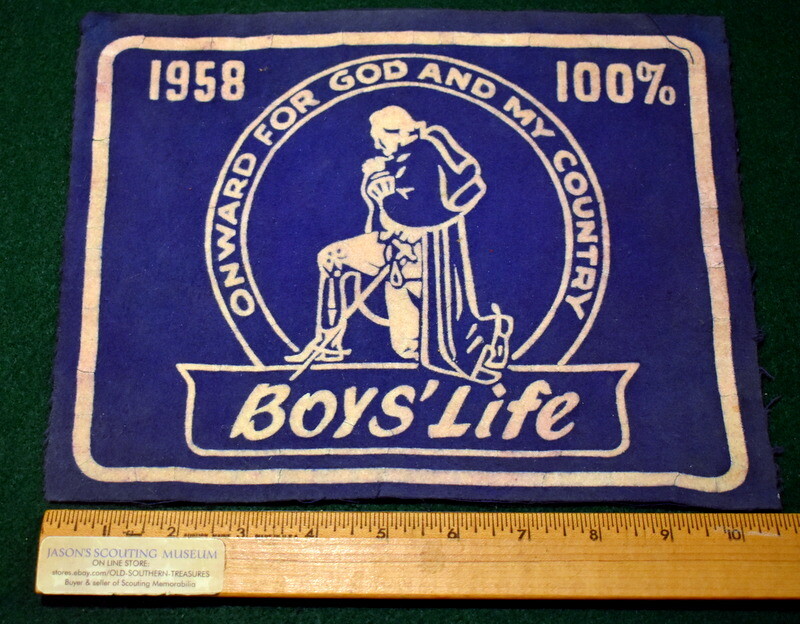 1958
100%
ONWARD FOR GOD AND MY COUNTRY
BOYS' Life
1 2 3 4 5 6 7 8 9 10
JASON'S SCOUTING MUSEUM
ON LINE STORE:
stores.ebay.com/OLD-SOUTHERN-TREASURES
Buyer & seller of Scouting Memorabilia